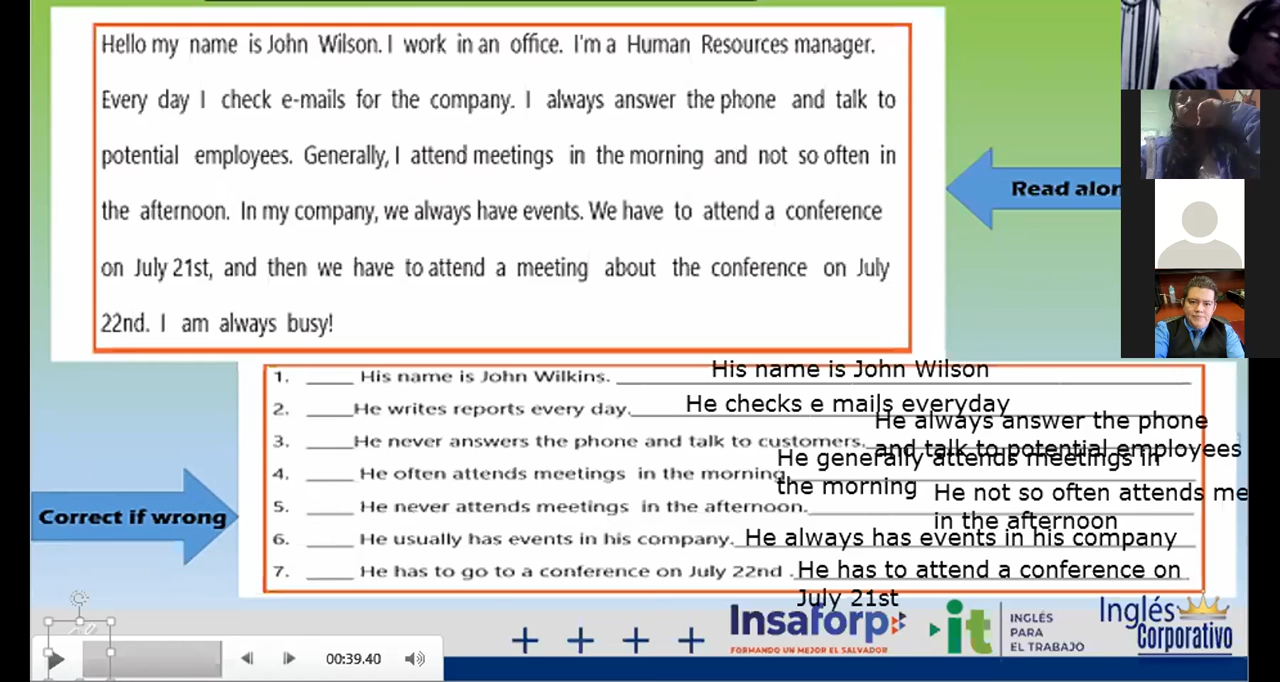 Hello my name is John Wilson. I work in an office. I'm a Human Resources manager.
Every day I check e-mails for the company. I always answer the phone and talk to
potential employees. Generally, I attend meetings in the morning and not so often in
the afternoon. In my company, we always have events. We have to attend a conference
on July 21st, and then we have to attend a meeting about the conference on July
22nd. I am always busy!
Read alon
1. ____ His name is John Wilkins. His name is John Wilson
2. ____ He writes reports every day. He checks e mails everyday
3. ____ He never answers the phone and talk to customers. He always answer the phone
and talk to potential employees
4. ____ He often attends meetings in the morning. He generally attends meetings in
the morning
5. ____ He never attends meetings in the afternoon. He not so often attends me
in the afternoon
6. ____ He usually has events in his company. He always has events in his company
7. ____ He has to go to a conference on July 22nd . He has to attend a conference on
July 21st
Correct if wrong
Insaforp
FORMANDO UN MEJOR EL SALVADOR
it
INGLÉS
PARA
EL TRABAJO
Inglés
Corporativo
00:39.40